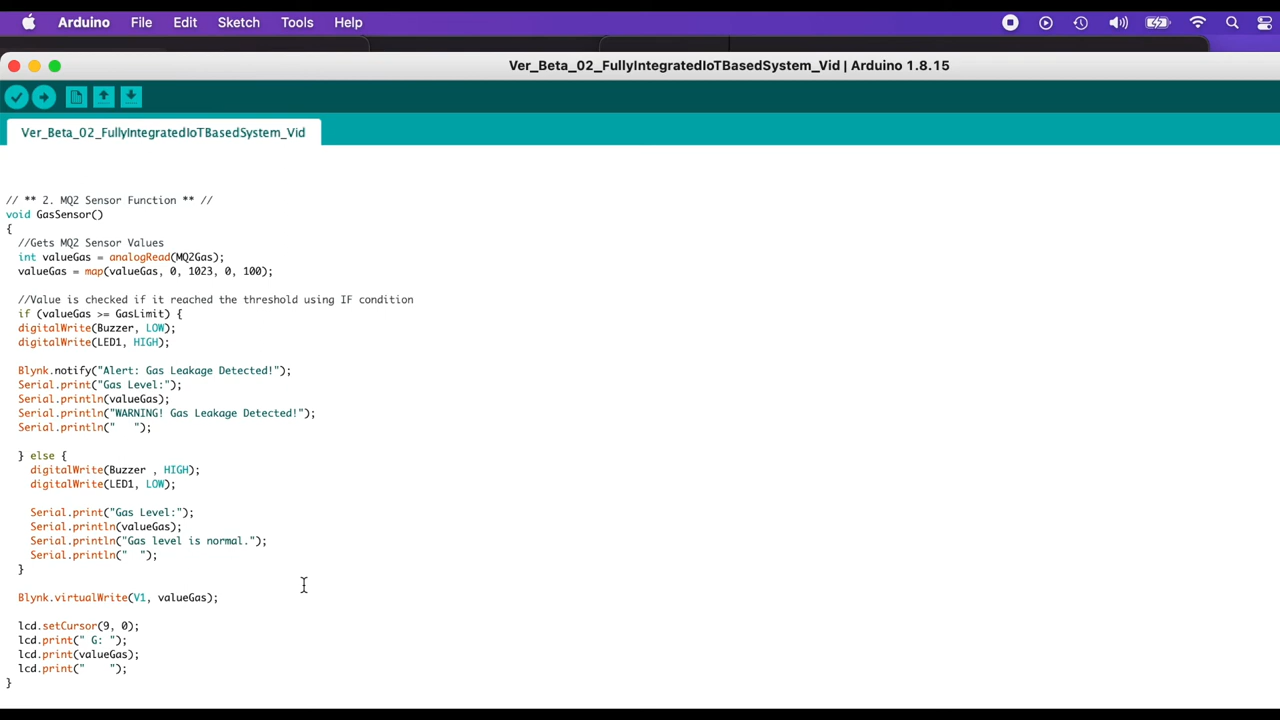 Arduino File Edit Sketch Tools Help
Ver_Beta_02_FullyIntegratedIoTBasedSystem_Vid | Arduino 1.8.15
Ver_Beta_02_FullyIntegratedIoTBasedSystem_Vid
// ** 2. MQ2 Sensor Function ** //
void GasSensor()
{
//Gets MQ2 Sensor Values
int valueGas = analogRead(MQ2Gas);
valueGas = map(valueGas, 0, 1023, 0, 100);
//Value is checked if it reached the threshold using IF condition
if (valueGas >= GasLimit) {
digitalWrite(Buzzer, LOW);
digitalWrite(LED1, HIGH);
Blynk.notify("Alert: Gas Leakage Detected!");
Serial.print("Gas Level:");
Serial.println(valueGas);
Serial.println("WARNING! Gas Leakage Detected!");
Serial.println("   ");
} else {
digitalWrite(Buzzer , HIGH);
digitalWrite(LED1, LOW);
Serial.print("Gas Level:");
Serial.println(valueGas);
Serial.println("Gas level is normal.");
Serial.println("  ");
}
Blynk.virtualWrite(V1, valueGas);
lcd.setCursor(9, 0);
lcd.print(" G: ");
lcd.print(valueGas);
lcd.print("    ");
}